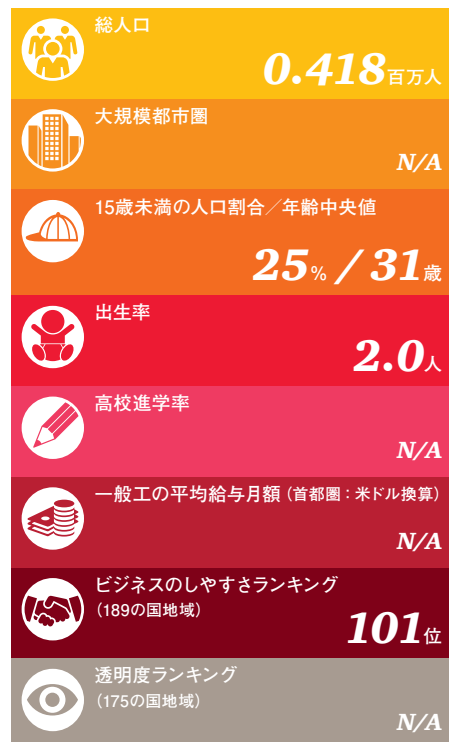 総人口
0.418百万人
大規模都市圏
N/A
15歳未満の人口割合／年齢中央値
25% / 31歳
出生率
2.0人
高校進学率
N/A
一般工の平均給与月額（首都圏：米ドル換算）
N/A
ビジネスのしやすさランキング
（189の国地域）
101位
透明度ランキング
（175の国地域）
N/A